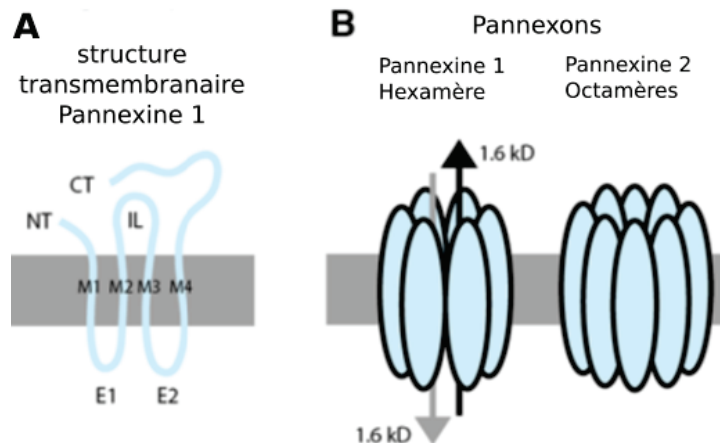 A
structure
transmembranaire
Pannexine 1
CT
NT
IL
M1 M2 M3 M4
E1 E2
B
Pannexons
Pannexine 1
Hexamère
Pannexine 2
Octamères
1.6 kD
1.6 kD